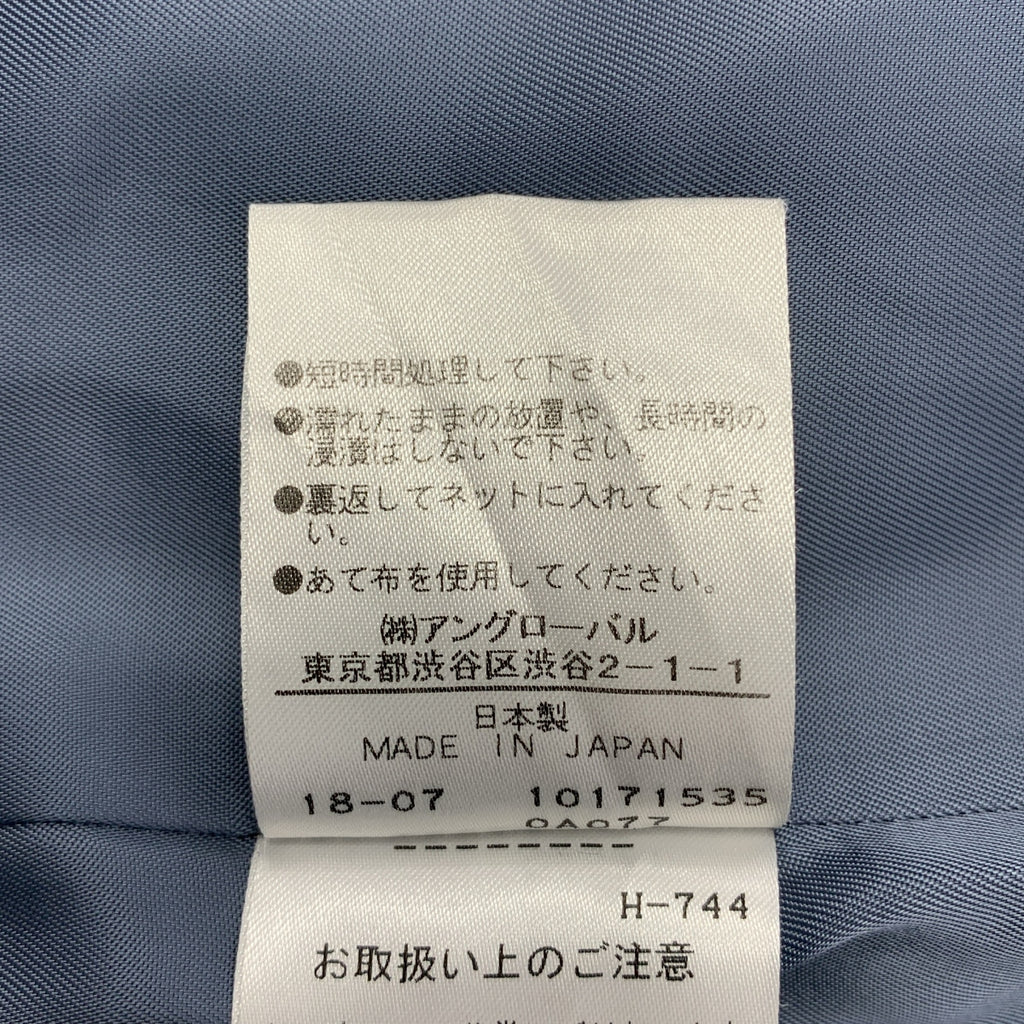 ●短時間処理して下さい。
●濡れたままの放置や、長時間の
浸漬はしないで下さい。
●裏返してネットに入れてくださ
い。
●あて布を使用してください。
㈱アングローバル
東京都渋谷区渋谷2-1-1
日本製
MADE IN JAPAN
18-07 10171535
0A077
--------
H-744
お取扱い上のご注意